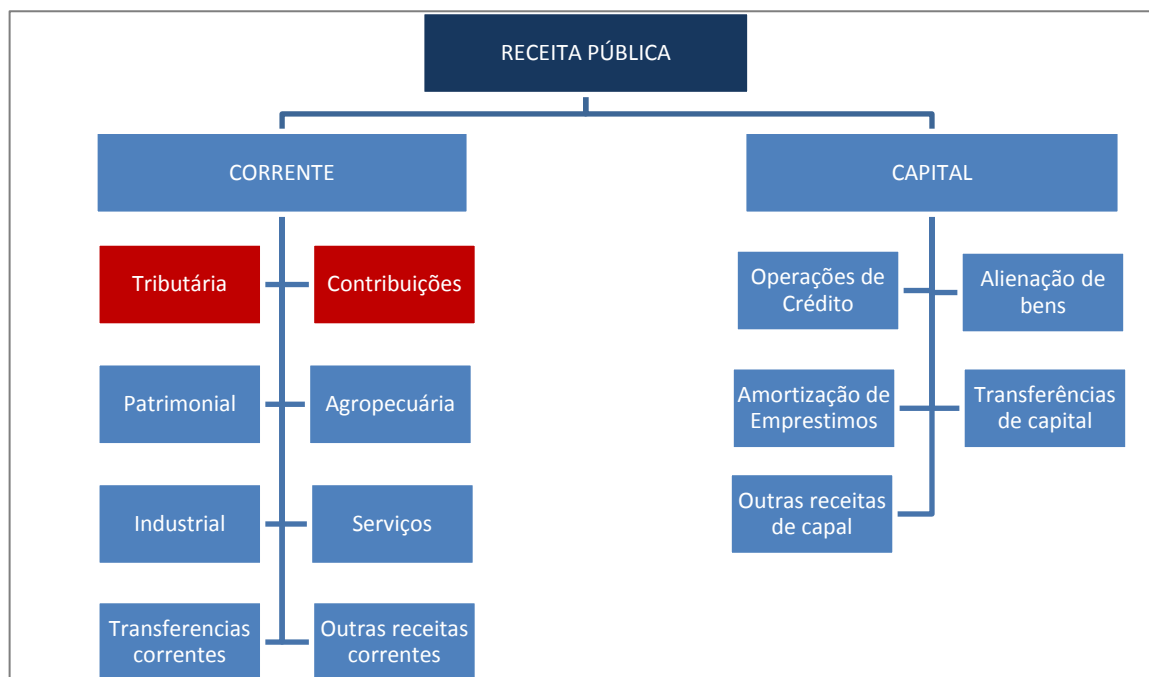 RECEITA PÚBLICA
CORRENTE
CAPITAL
Tributária
Contribuições
Patrimonial
Agropecuária
Industrial
Serviços
Transferencias
correntes
Outras receitas
correntes
Operações de
Crédito
Alienação de
bens
Amortização de
Emprestimos
Transferências
de capital
Outras receitas
de capal